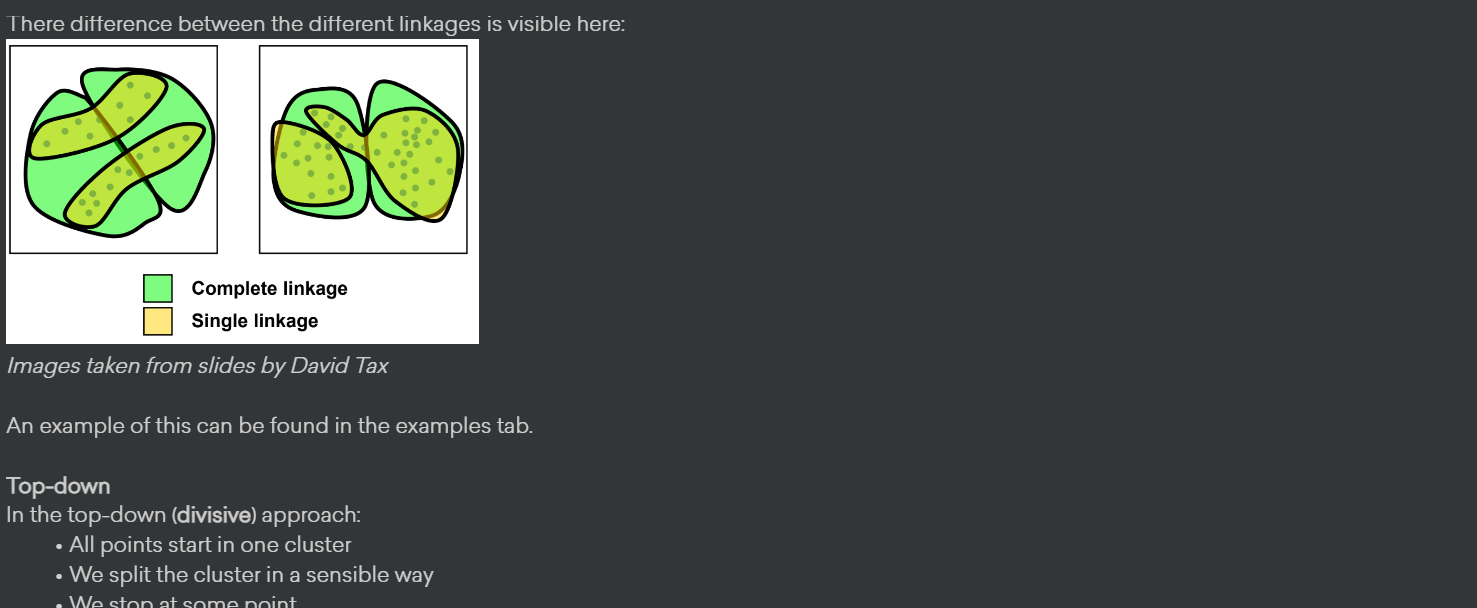 There difference between the different linkages is visible here:
Complete linkage
Single linkage
Images taken from slides by David Tax
An example of this can be found in the examples tab.
Top-down
In the top-down (divisive) approach:
• All points start in one cluster
• We split the cluster in a sensible way
• We stop at some point